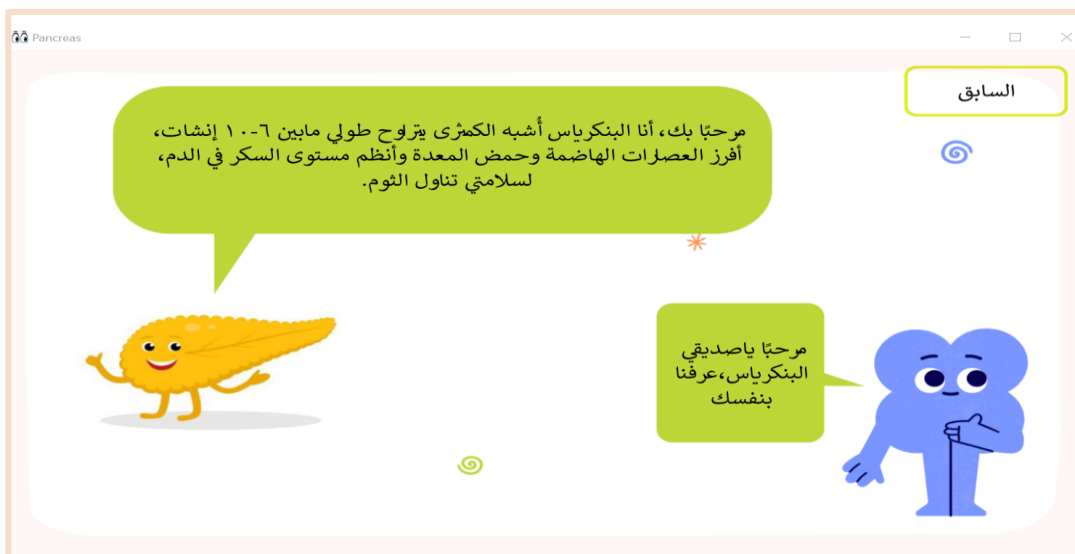 Pancreas
السابق
مرحبًا بك، أنا البنكرياس أُشبه الكمثرى يتراوح طولي مابين ٦-١٠ إنشات،
أفرز العصارات الهاضمة وحمض المعدة وأنظم مستوى السكر في الدم،
لسلامتي تناول الثوم.
مرحبًا ياصديقي
البنكرياس،عرفنا
بنفسك